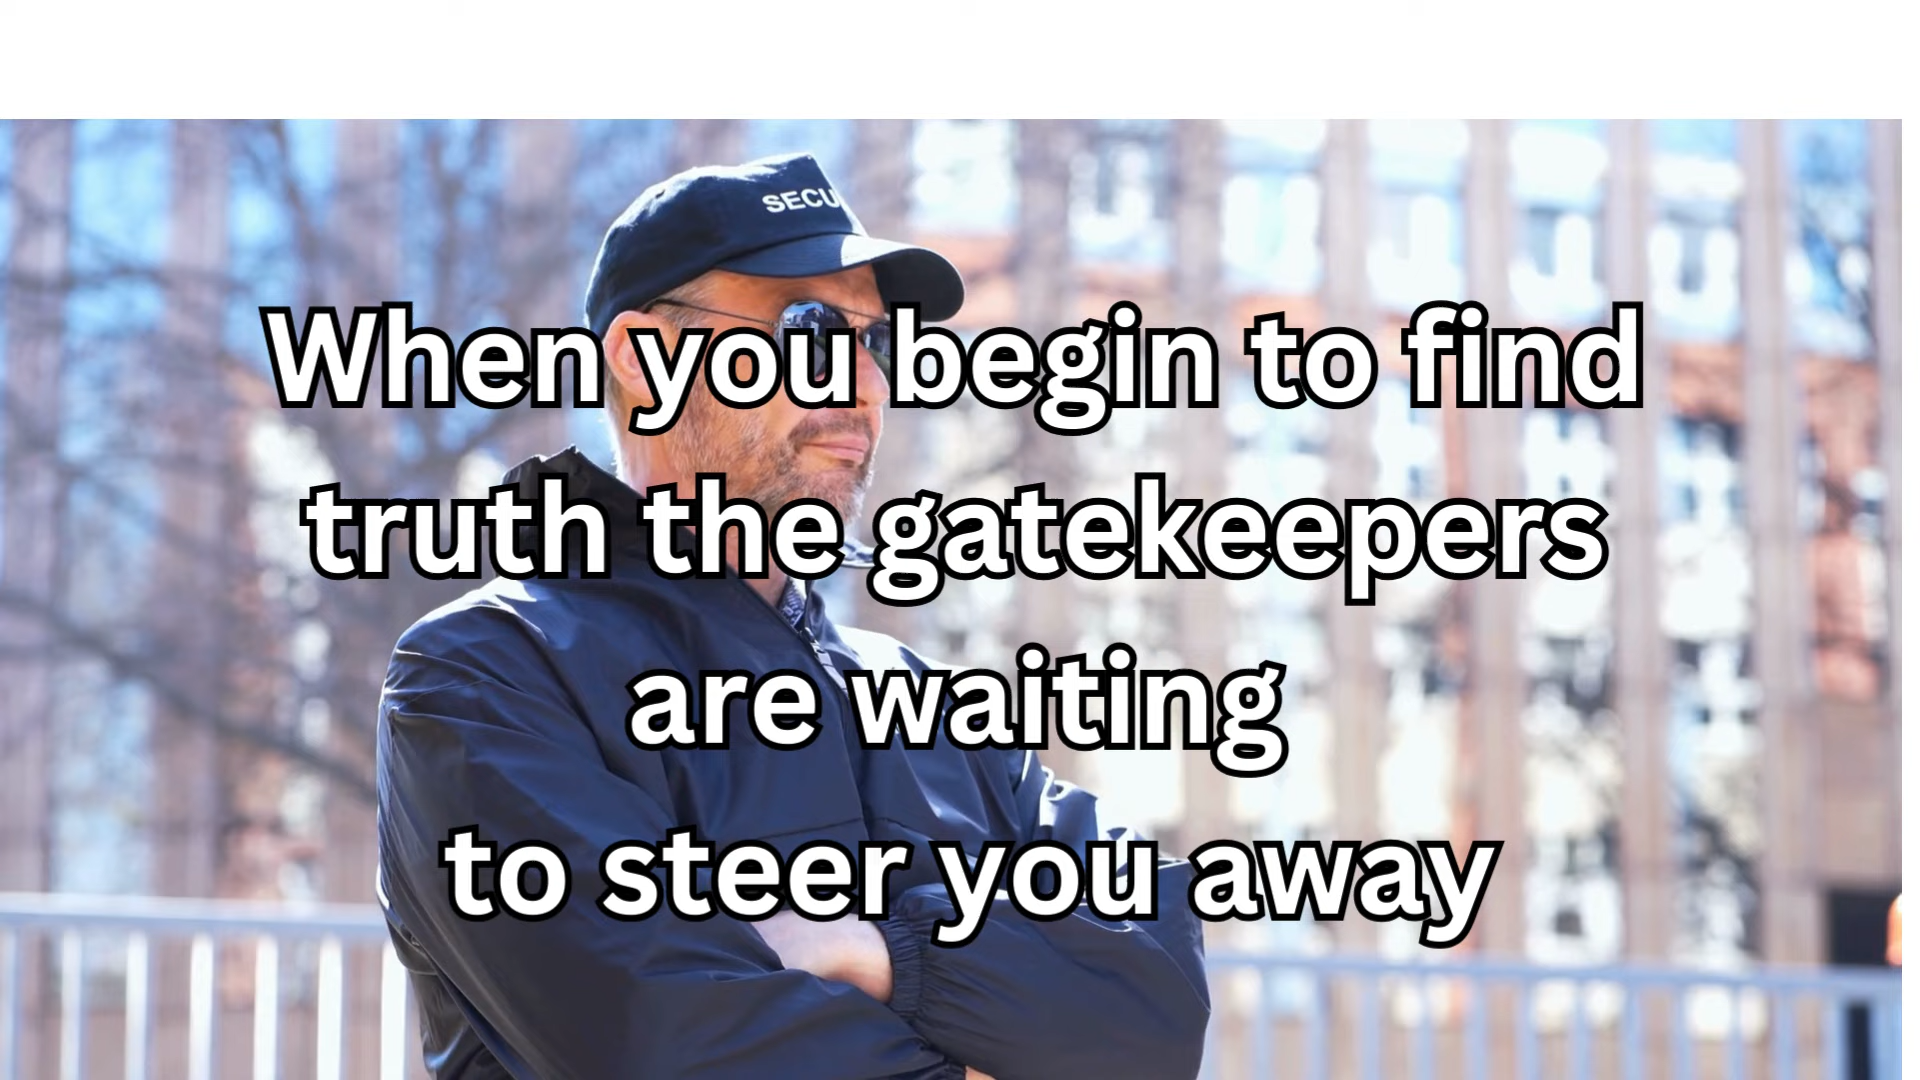 SECU
When you begin to find
truth the gatekeepers
are waiting
to steer you away